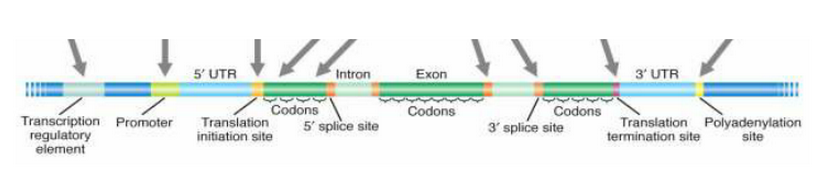 5′ UTR
Intron
Exon
3′ UTR
Codons
Codons
Codons
Transcription
regulatory
element
Promoter
Translation
initiation site
5′ splice site
3′ splice site
Translation
termination site
Polyadenylation
site